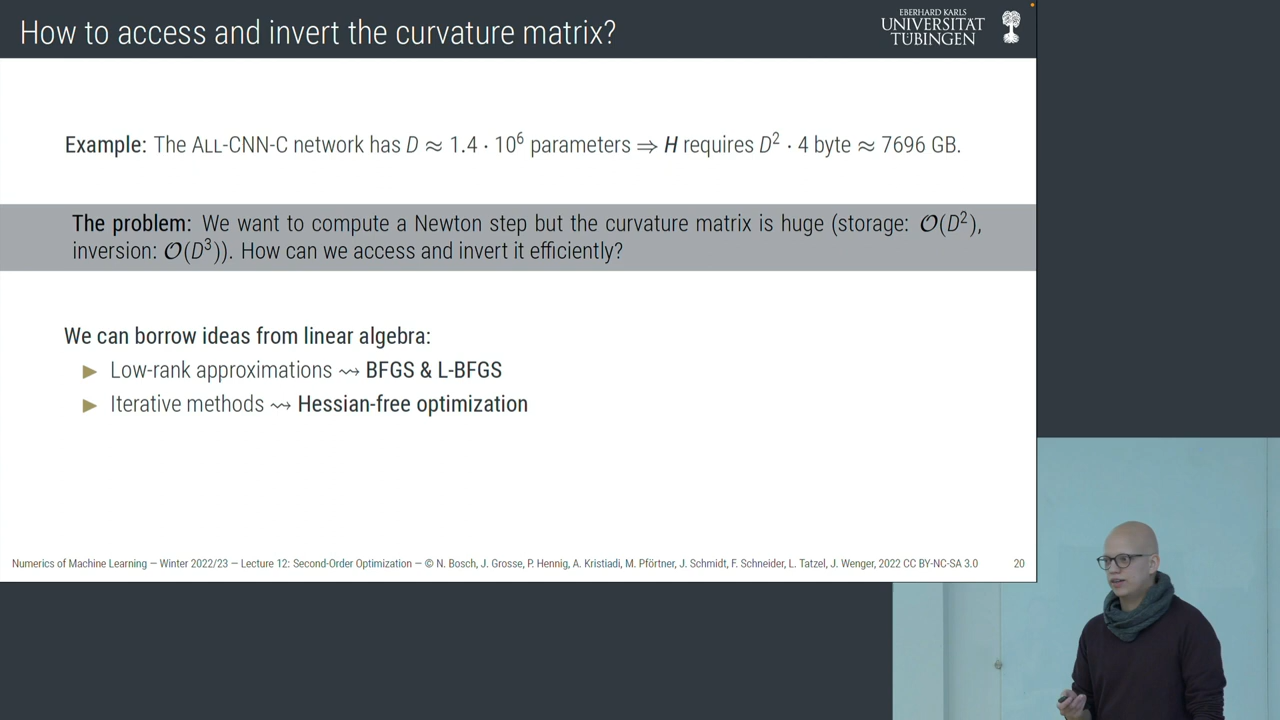 How to access and invert the curvature matrix?
EBERHARD KARLS
UNIVERSITÄT
TÜBINGEN
Example: The ALL-CNN-C network has D ≈ 1.4 · 10⁶ parameters ⇒ H requires D² · 4 byte ≈ 7696 GB.
The problem: We want to compute a Newton step but the curvature matrix is huge (storage: 𝒪(D²),
inversion: 𝒪(D³)). How can we access and invert it efficiently?
We can borrow ideas from linear algebra:
▶ Low-rank approximations ⇝ BFGS & L-BFGS
▶ Iterative methods ⇝ Hessian-free optimization
Numerics of Machine Learning — Winter 2022/23 — Lecture 12: Second-Order Optimization — © N. Bosch, J. Grosse, P. Hennig, A. Kristiadi, M. Pförtner, J. Schmidt, F. Schneider, L. Tatzel, J. Wenger, 2022 CC BY-NC-SA 3.0 20